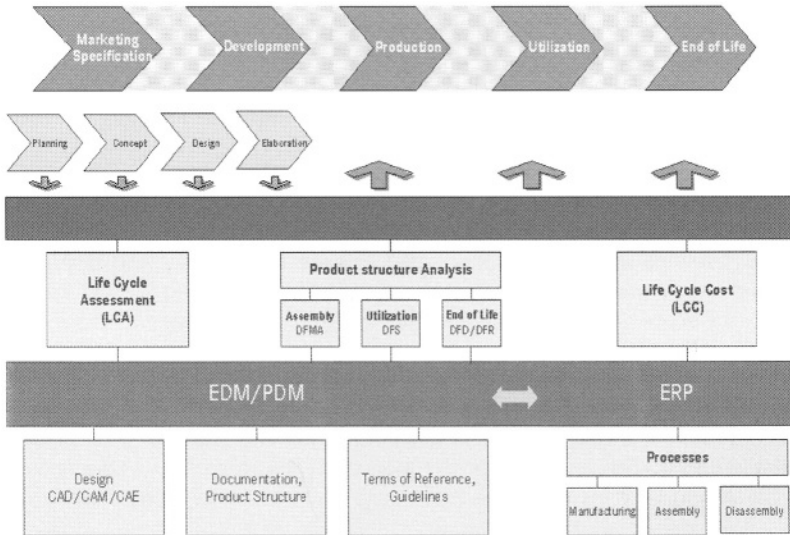 Marketing
Specification
Development
Production
Utilization
End of Life
Planning
Concept
Design
Elaboration
Life Cycle
Assessment
(LCA)
Product structure Analysis
Assembly
DFMA
Utilization
DFS
End of Life
DFD/DFR
Life Cycle Cost
(LCC)
EDM/PDM
ERP
Design
CAD/CAM/CAE
Documentation,
Product Structure
Terms of Reference,
Guidelines
Processes
Manufacturing
Assembly
Disassembly